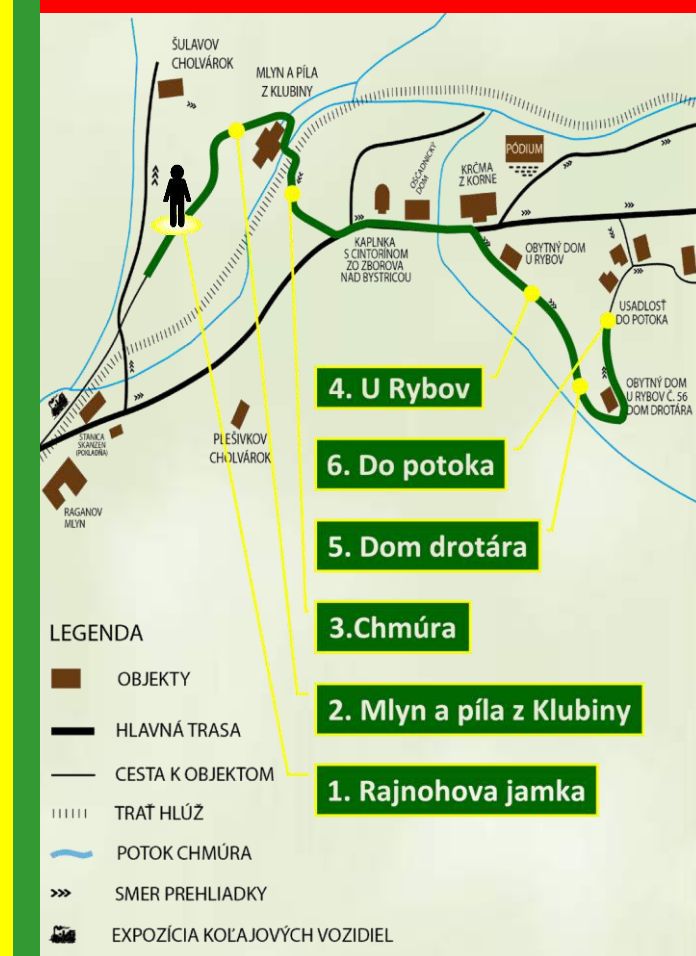 ŠULAVOV
CHOLVÁROK
MLYN A PÍLA
Z KLUBINY
OŠČADNICKÝ
DOM
KRČMA
Z KORNE
PÓDIUM
KAPLNKA
S CINTORÍNOM
ZO ZBOROVA
NAD BYSTRICOU
OBYTNÝ DOM
U RYBOV
USADLOSŤ
DO POTOKA
OBYTNÝ DOM
U RYBOV Č. 56
DOM DROTÁRA
STANICA
SKANZEN
(POKLADŇA)
PLEŠIVKOV
CHOLVÁROK
RAGANOV
MLYN
4. U Rybov
6. Do potoka
5. Dom drotára
3.Chmúra
2. Mlyn a píla z Klubiny
1. Rajnohova jamka
LEGENDA
OBJEKTY
HLAVNÁ TRASA
CESTA K OBJEKTOM
TRAŤ HLÚŽ
POTOK CHMÚRA
SMER PREHLIADKY
EXPOZÍCIA KOĽAJOVÝCH VOZIDIEL